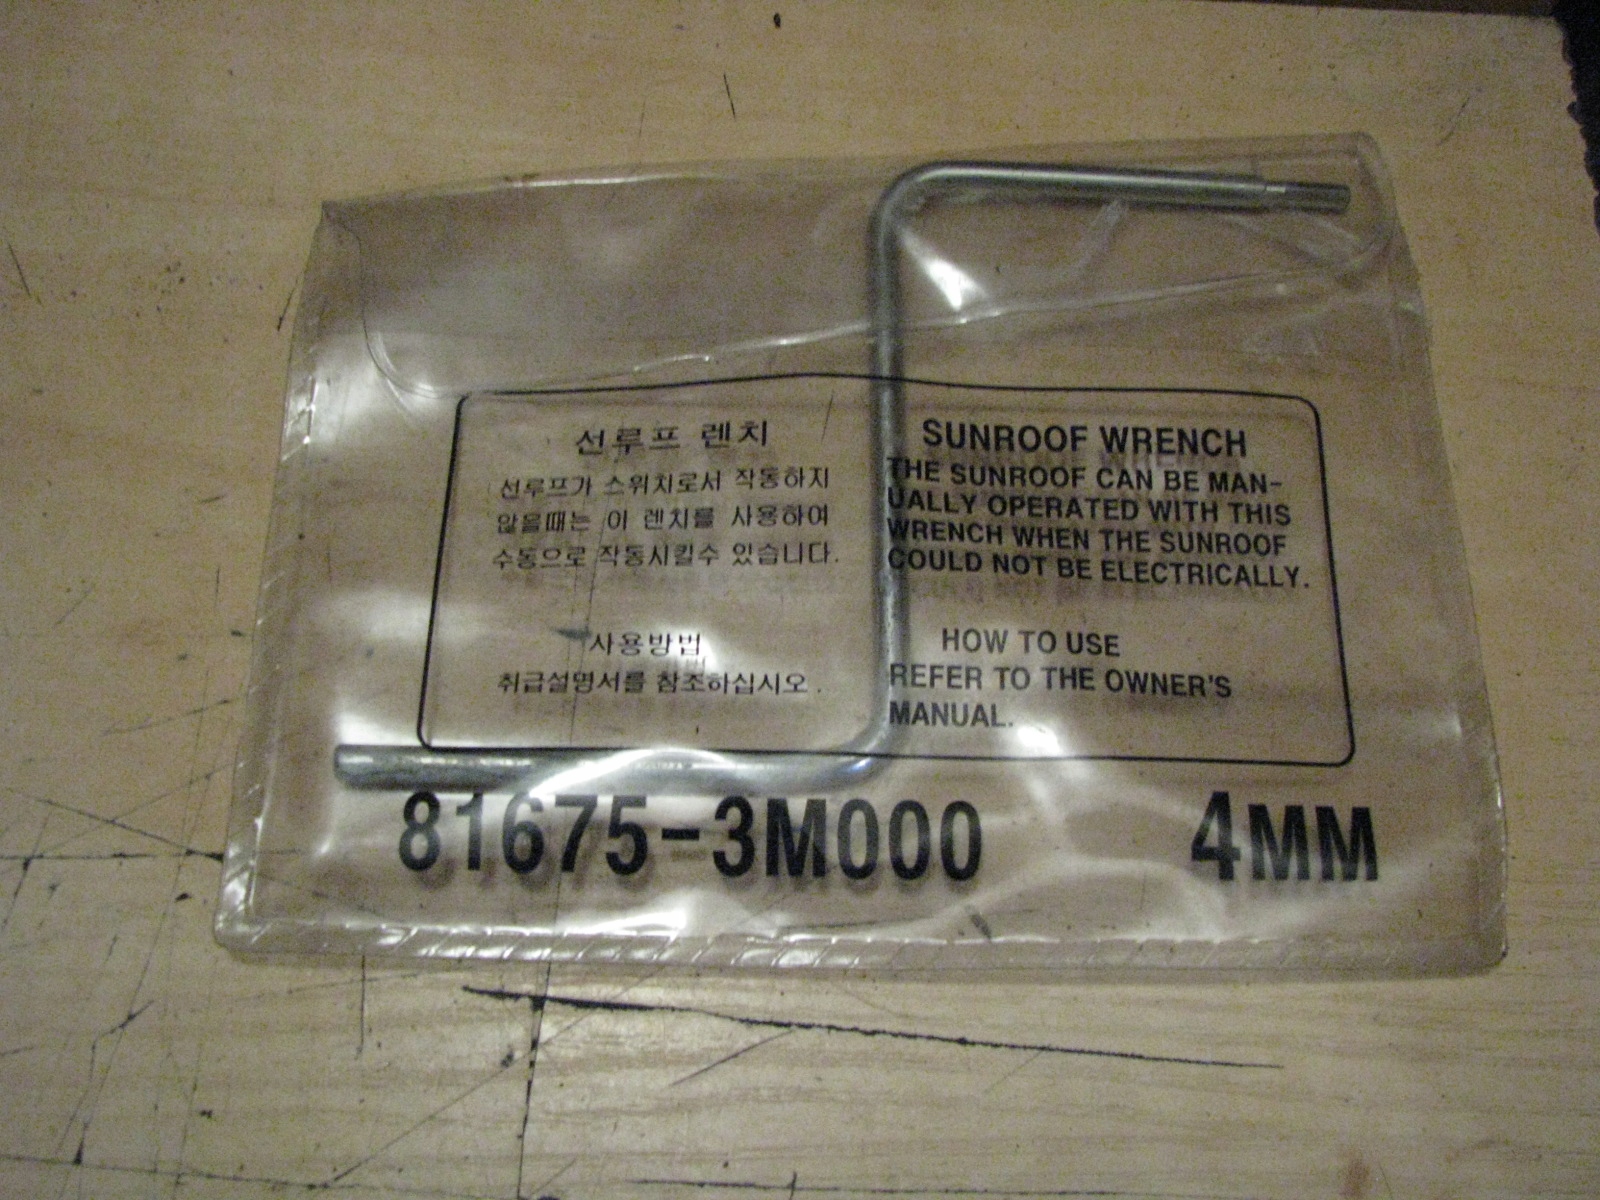 선루프 렌치
선루프가 스위치로서 작동하지
않을때는 이 렌치를 사용하여
수동으로 작동시킬수 있습니다.
사용방법
취급설명서를 참조하십시오.
SUNROOF WRENCH
THE SUNROOF CAN BE MAN-
UALLY OPERATED WITH THIS
WRENCH WHEN THE SUNROOF
COULD NOT BE ELECTRICALLY.
HOW TO USE
REFER TO THE OWNER'S
MANUAL.
81675-3M000 4MM